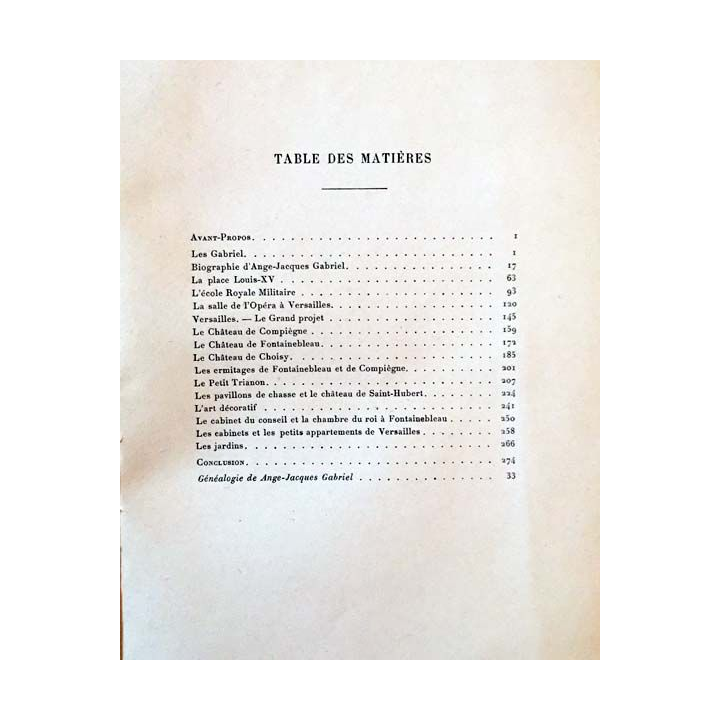 TABLE DES MATIÈRES
Avant-Propos. . . . . . . . . . . . . . . . . . . . . 1
Les Gabriel. . . . . . . . . . . . . . . . . . . . . . 1
Biographie d'Ange-Jacques Gabriel. . . . . . . . . . . . . 17
La place Louis-XV . . . . . . . . . . . . . . . . . . . 63
L'école Royale Militaire . . . . . . . . . . . . . . . . . 93
La salle de l'Opéra à Versailles. . . . . . . . . . . . . . 120
Versailles. — Le Grand projet . . . . . . . . . . . . . . 145
Le Château de Compiègne . . . . . . . . . . . . . . . . 159
Le Château de Fontainebleau. . . . . . . . . . . . . . . 172
Le Château de Choisy. . . . . . . . . . . . . . . . . . 185
Les ermitages de Fontainebleau et de Compiègne. . . . . . . . 201
Le Petit Trianon. . . . . . . . . . . . . . . . . . . . 207
Les pavillons de chasse et le château de Saint-Hubert. . . . . . 224
L'art décoratif . . . . . . . . . . . . . . . . . . . . 241
Le cabinet du conseil et la chambre du roi à Fontainebleau . . . . 250
Les cabinets et les petits appartements de Versailles . . . . . . 258
Les jardins. . . . . . . . . . . . . . . . . . . . . . 266
Conclusion. . . . . . . . . . . . . . . . . . . . . . 274
Généalogie de Ange-Jacques Gabriel . . . . . . . . . . . . 33